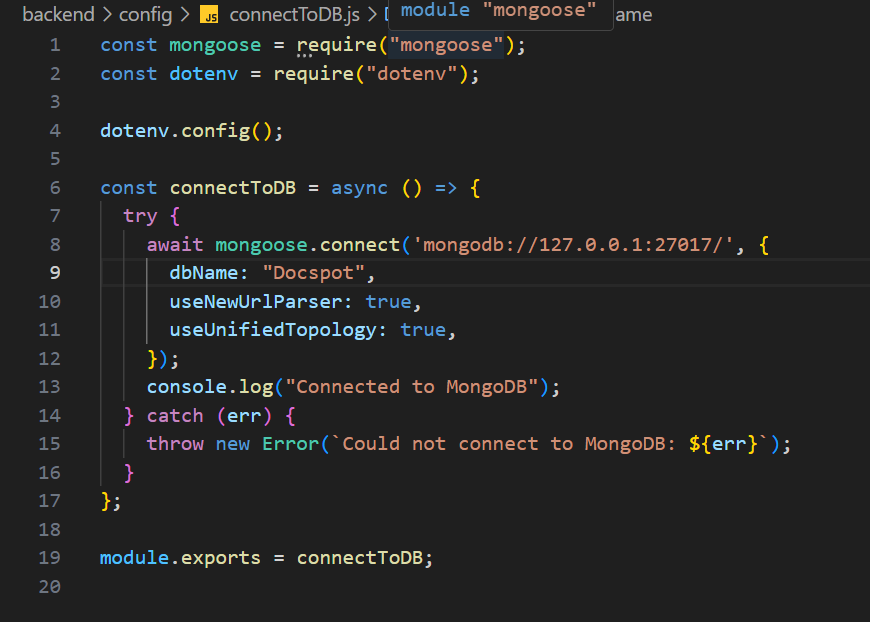 backend > config > JS connectToDB.js > ame
module "mongoose"
1 const mongoose = require("mongoose");
2 const dotenv = require("dotenv");
3
4 dotenv.config();
5
6 const connectToDB = async () => {
7   try {
8     await mongoose.connect('mongodb://127.0.0.1:27017/', {
9       dbName: "Docspot",
10       useNewUrlParser: true,
11       useUnifiedTopology: true,
12     });
13     console.log("Connected to MongoDB");
14   } catch (err) {
15     throw new Error(`Could not connect to MongoDB: ${err}`);
16   }
17 };
18
19 module.exports = connectToDB;
20